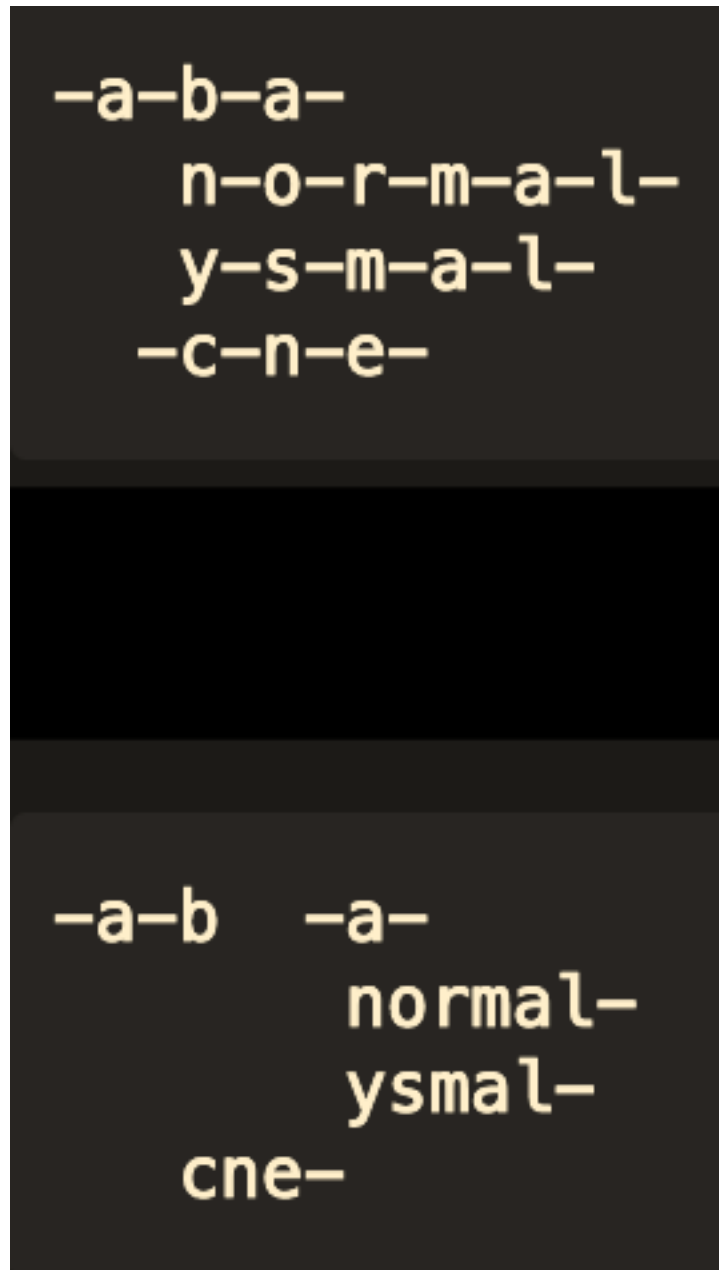 -a-b-a-
   n-o-r-m-a-l-
   y-s-m-a-l-
  -c-n-e-
-a-b  -a-
       normal-
       ysmal-
   cne-